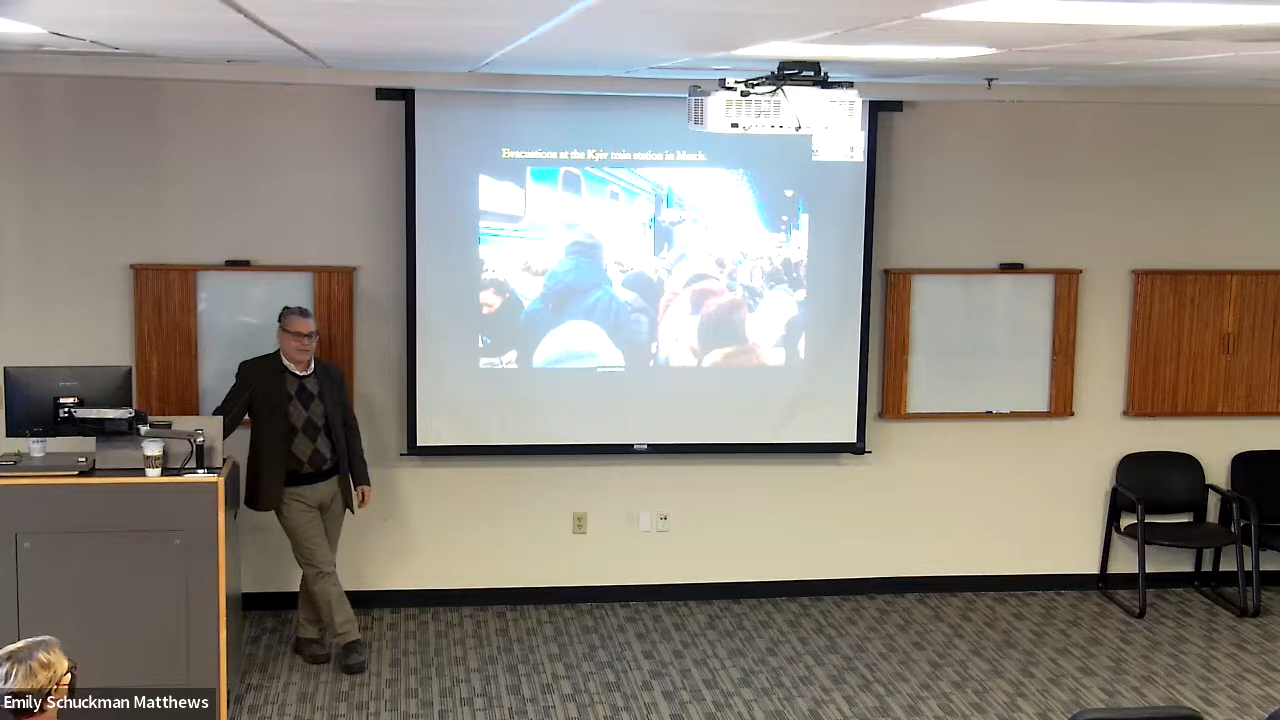 Evacuations at the Kyiv train station in March.
Emily Schuckman Matthews